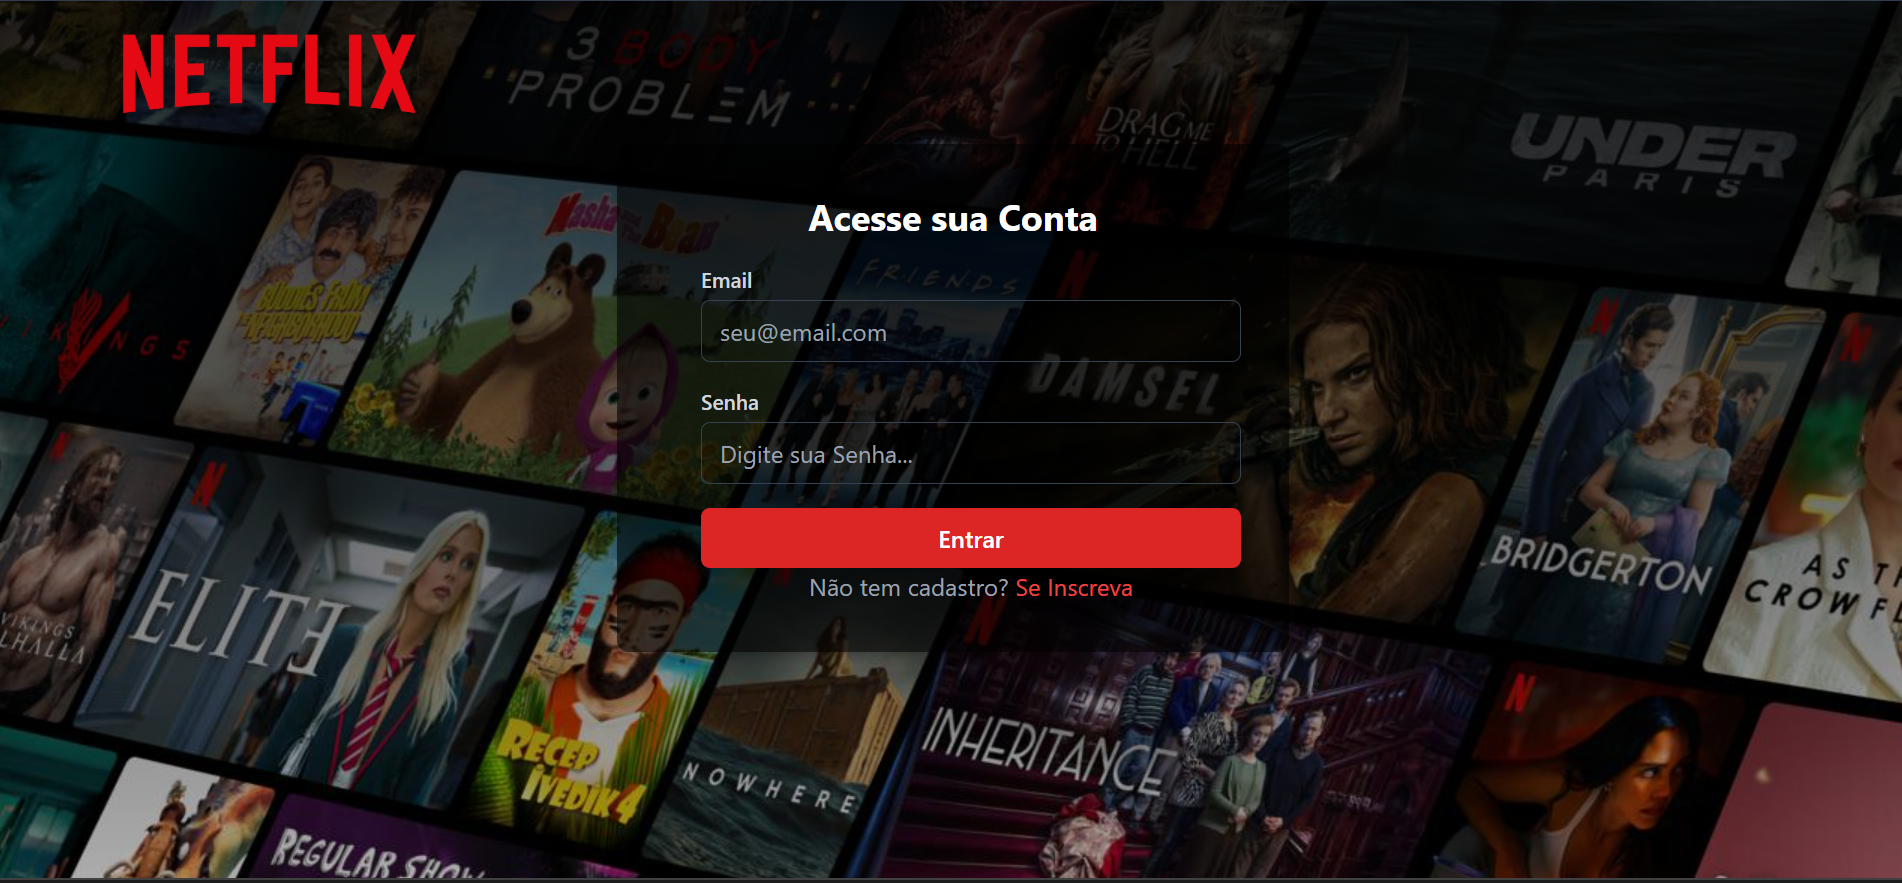 NETFLIX
3 BODY
PROBLEM
DRAG ME
TO HELL
UNDER
PARIS
Masha and the Bear
Acesse sua Conta
FRIENDS
Email
seu@email.com
VIKINGS
DAMSEL
Senha
Digite sua Senha...
Entrar
Não tem cadastro? Se Inscreva
BRIDGERTON
CROW
ELITE
VIKINGS
INHERITANCE
RECEP
İVEDİK 4
NOWHERE
REGULAR SHOW